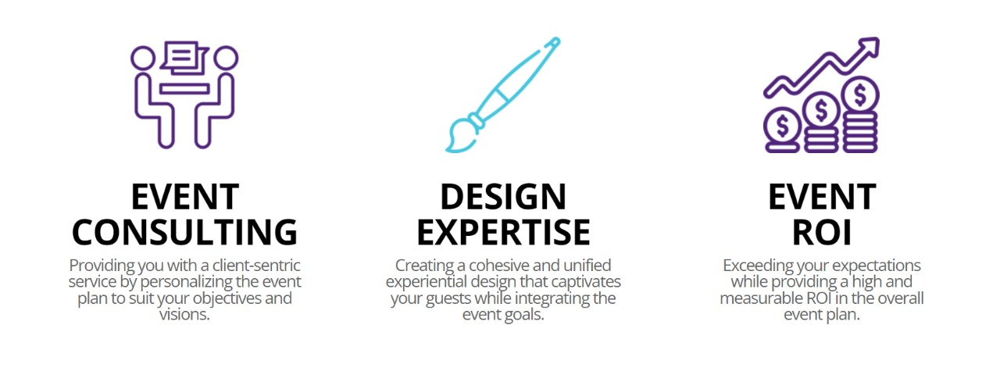 EVENT
CONSULTING
Providing you with a client-sentric
service by personalizing the event
plan to suit your objectives and
visions.
DESIGN
EXPERTISE
Creating a cohesive and unified
experiential design that captivates
your guests while integrating the
event goals.
$
$
$
EVENT
ROI
Exceeding your expectations
while providing a high and
measurable ROI in the overall
event plan.